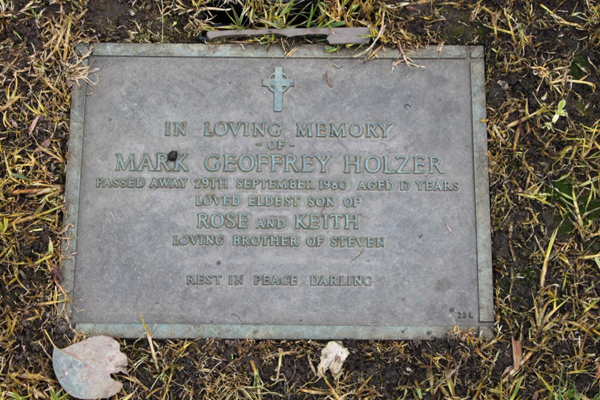 IN LOVING MEMORY
- OF -
MARK GEOFFREY HOLZER
PASSED AWAY 29TH SEPTEMBER 1980 AGED 17 YEARS
LOVED ELDEST SON OF
ROSE AND KEITH
LOVING BROTHER OF STEVEN
REST IN PEACE DARLING